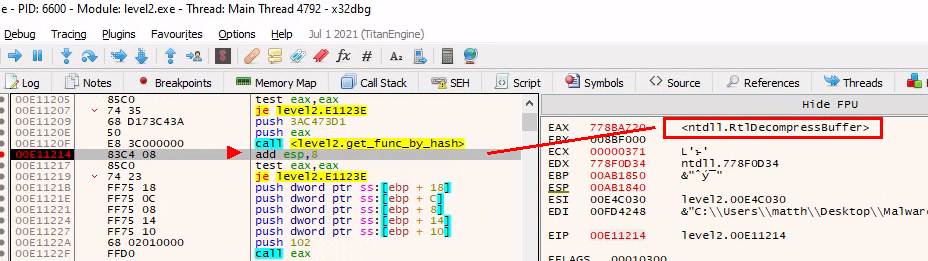 e - PID: 6600 - Module: level2.exe - Thread: Main Thread 4792 - x32dbg
Debug Tracing Plugins Favourites Options Help Jul 1 2021 (TitanEngine)
fx # A₂
Log Notes Breakpoints Memory Map Call Stack SEH Script Symbols Source References Threads
00E11205 85C0 test eax,eax
00E11207 74 35 je level2.E1123E
00E11209 68 D173C43A push 3AC473D1
00E1120E 50 push eax
00E1120F E8 3C000000 call <level2.get_func_by_hash>
00E11214 83C4 08 add esp,8
00E11217 85C0 test eax,eax
00E11219 74 23 je level2.E1123E
00E1121B FF75 18 push dword ptr ss:[ebp + 18]
00E1121E FF75 0C push dword ptr ss:[ebp + C]
00E11221 FF75 08 push dword ptr ss:[ebp + 8]
00E11224 FF75 14 push dword ptr ss:[ebp + 14]
00E11227 FF75 10 push dword ptr ss:[ebp + 10]
00E1122A 68 02010000 push 102
00E1122F FFD0 call eax
Hide FPU
EAX 778BA770 <ntdll.RtlDecompressBuffer>
EBX 008BF000
ECX 00000371
EDX 778F0D34 ntdll.778F0D34
EBP 00AB1850
ESP 00AB1840
ESI 00E4C030 level2.00E4C030
EDI 00FD4248 &"C:\\Users\\matth\\Desktop\\Malware
EIP 00E11214 level2.00E11214
EFLAGS 00010300